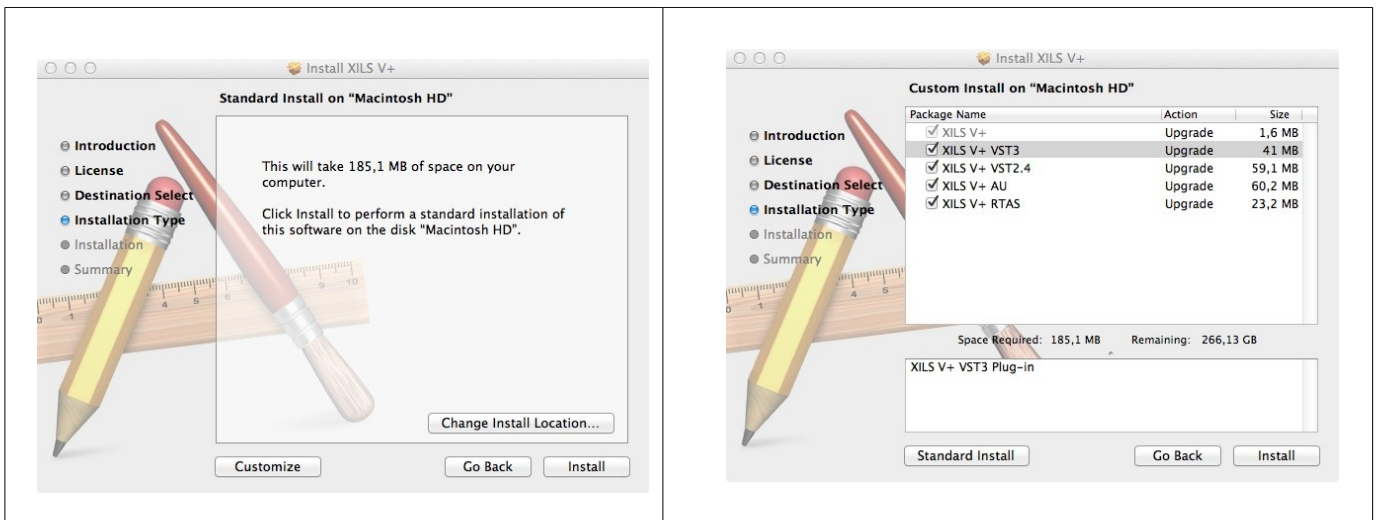 Install XILS V+
Standard Install on “Macintosh HD”
Introduction
License
Destination Select
Installation Type
Installation
Summary
This will take 185,1 MB of space on your
computer.
Click Install to perform a standard installation of
this software on the disk “Macintosh HD”.
Change Install Location...
Customize
Go Back
Install
Install XILS V+
Custom Install on “Macintosh HD”
Introduction
License
Destination Select
Installation Type
Installation
Summary
Package Name Action Size
XILS V+ Upgrade 1,6 MB
XILS V+ VST3 Upgrade 41 MB
XILS V+ VST2.4 Upgrade 59,1 MB
XILS V+ AU Upgrade 60,2 MB
XILS V+ RTAS Upgrade 23,2 MB
Space Required: 185,1 MB Remaining: 266,13 GB
XILS V+ VST3 Plug-in
Standard Install
Go Back
Install